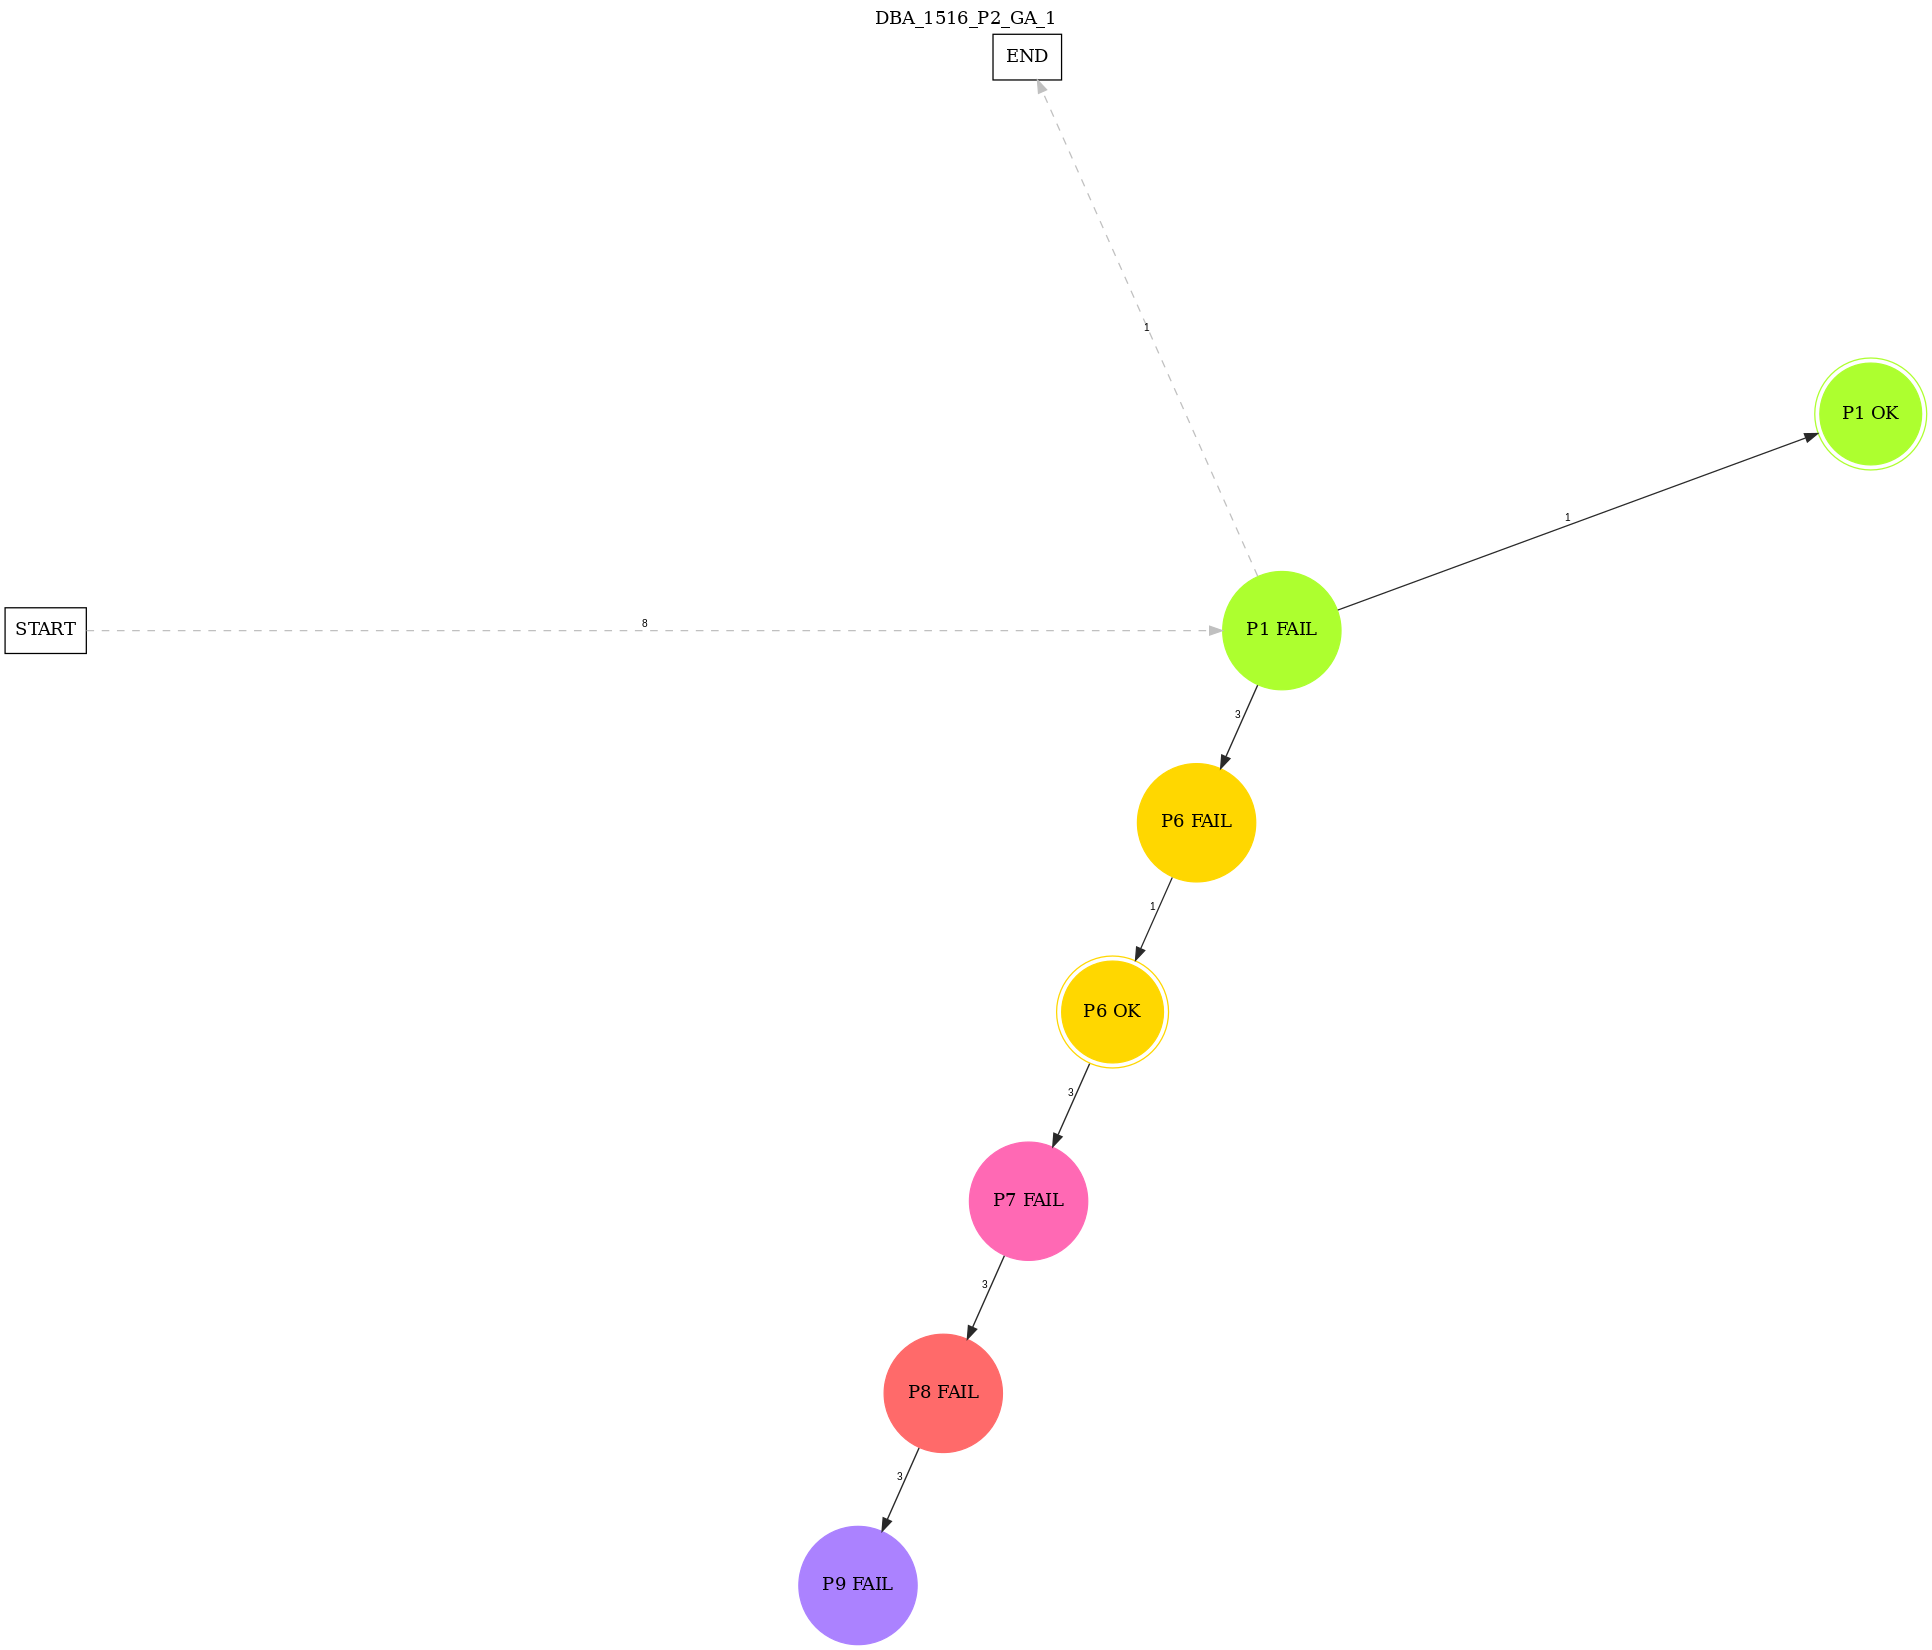 DBA_1516_P2_GA_1
END
1
P1 OK
1
START
8
P1 FAIL
3
P6 FAIL
1
P6 OK
3
P7 FAIL
3
P8 FAIL
3
P9 FAIL